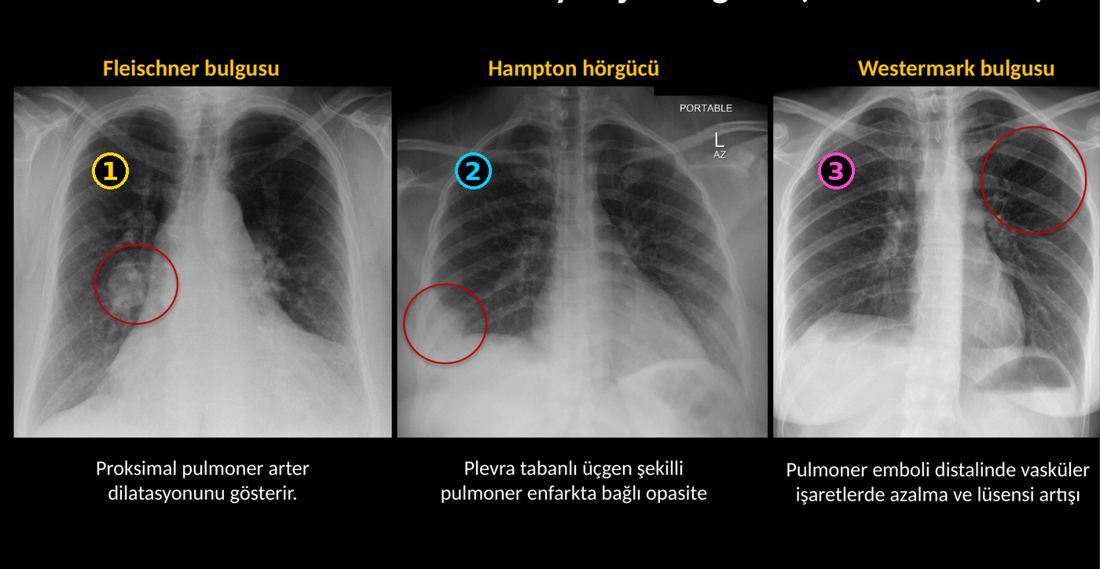 Fleischner bulgusu
Hampton hörgücü
Westermark bulgusu
PORTABLE
L
AZ
1
2
3
Proksimal pulmoner arter
dilatasyonunu gösterir.
Plevra tabanlı üçgen şekilli
pulmoner enfarkta bağlı opasite
Pulmoner emboli distalinde vasküler
işaretlerde azalma ve lüsensi artışı